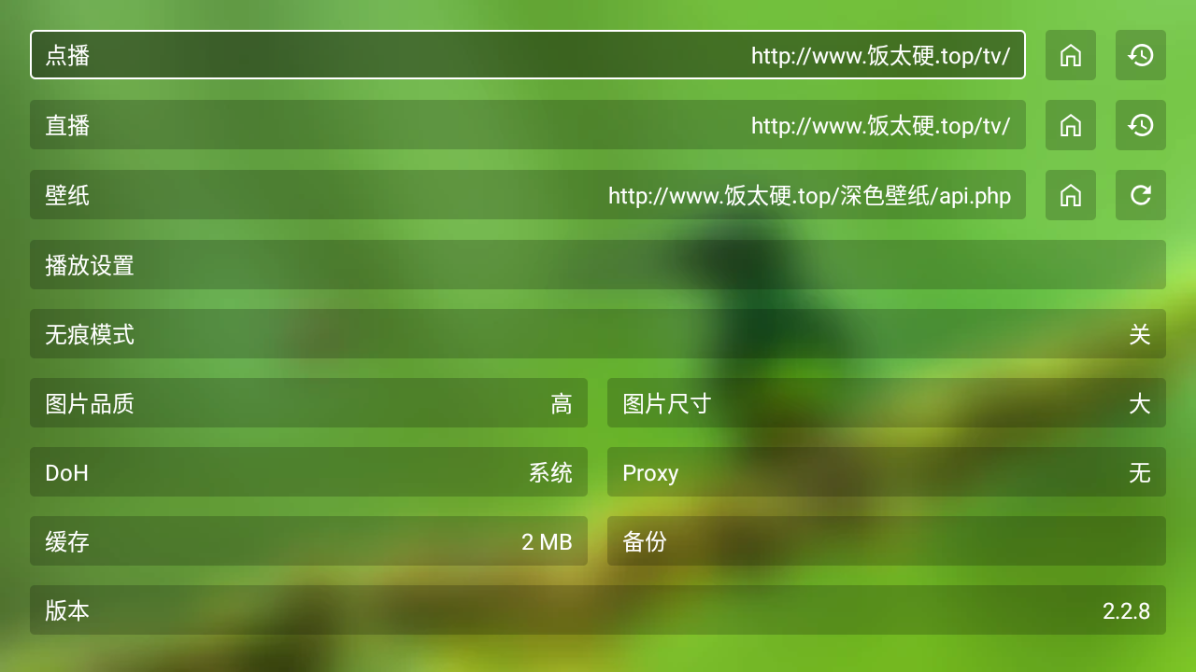 点播 http://www.饭太硬.top/tv/
直播 http://www.饭太硬.top/tv/
壁纸 http://www.饭太硬.top/深色壁纸/api.php
播放设置
无痕模式 关
图片品质 高 图片尺寸 大
DoH 系统 Proxy 无
缓存 2 MB 备份
版本 2.2.8